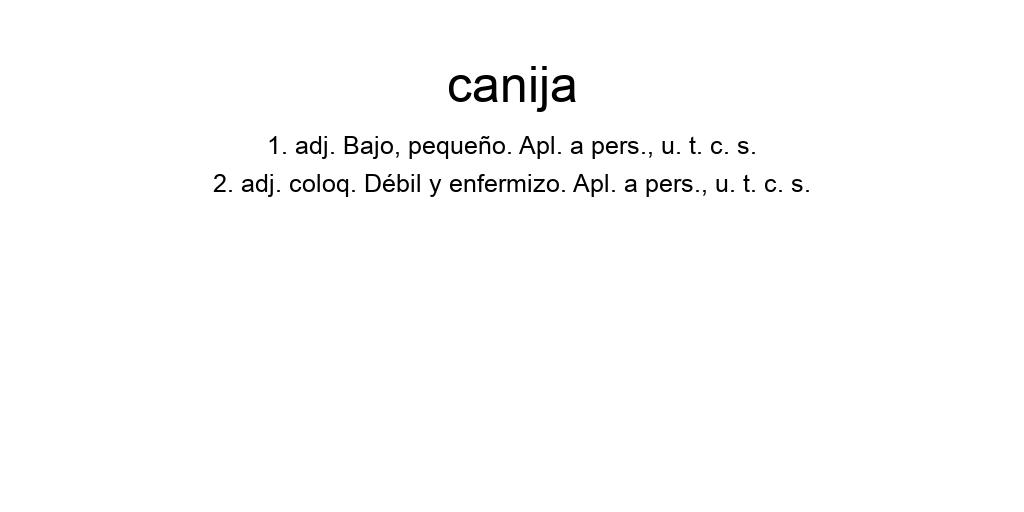 canija
1. adj. Bajo, pequeño. Apl. a pers., u. t. c. s.
2. adj. coloq. Débil y enfermizo. Apl. a pers., u. t. c. s.